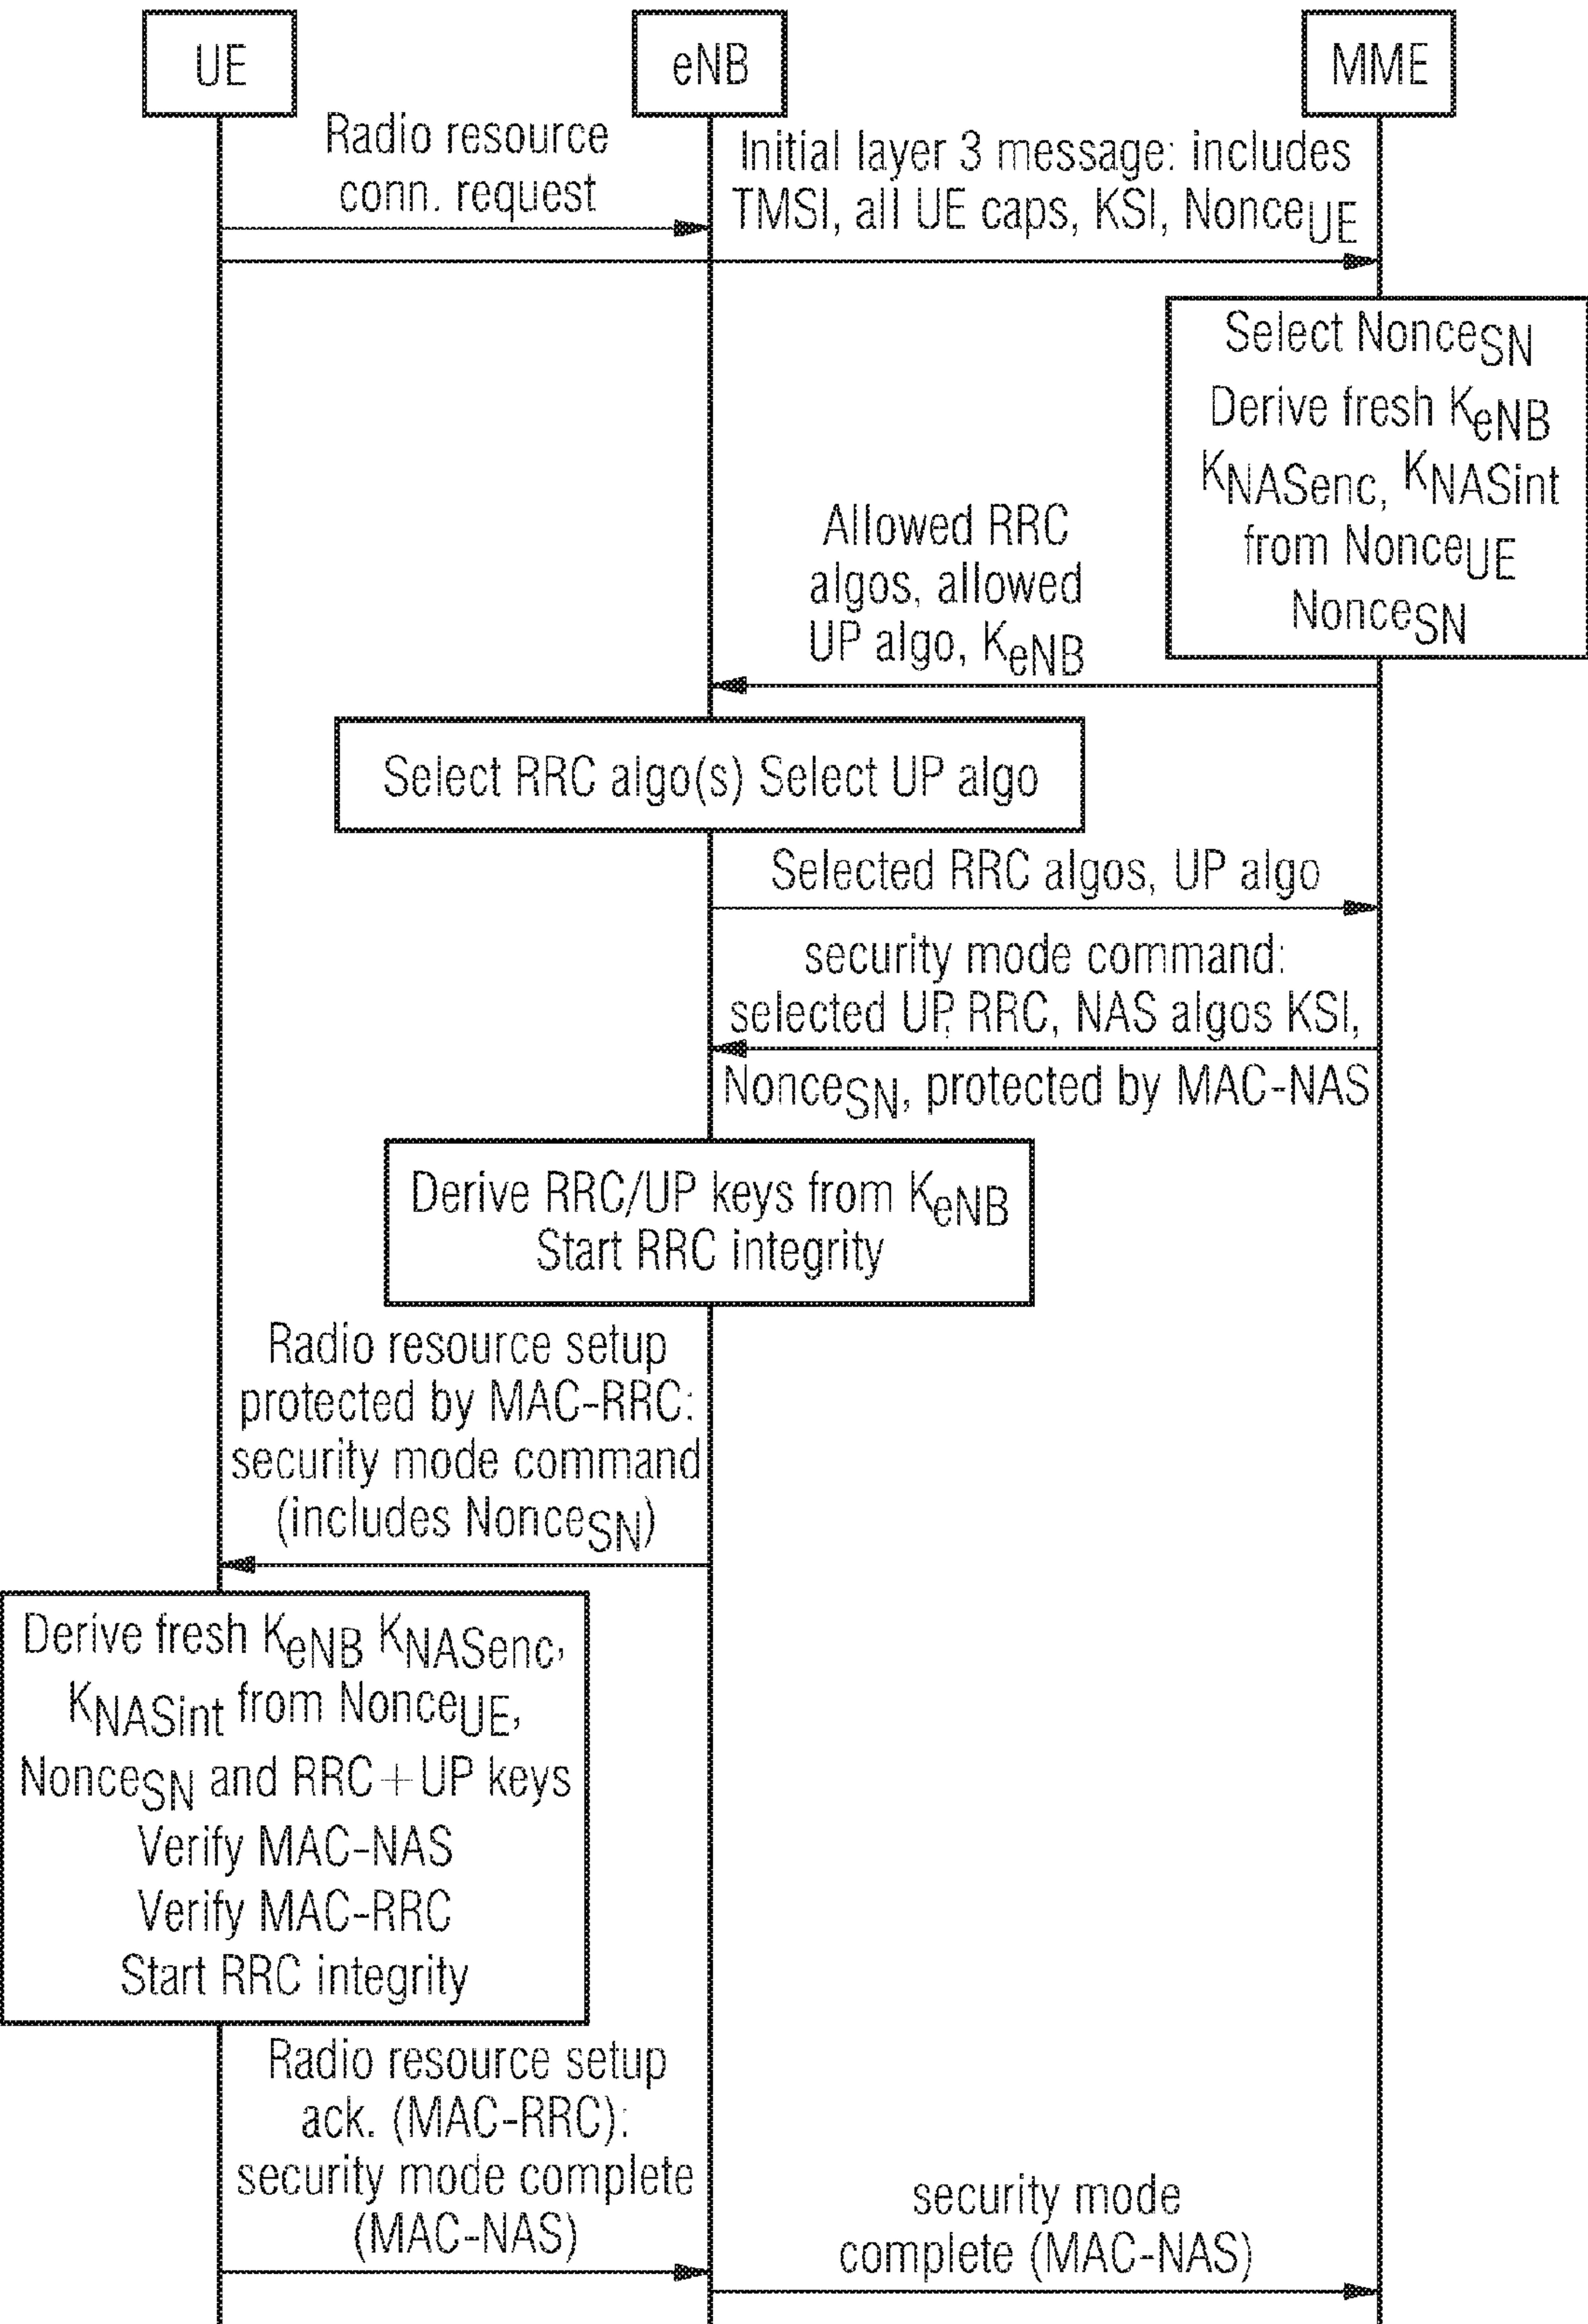 UE
eNB
MME
Radio resource
conn. request
Initial layer 3 message: includes
TMSI, all UE caps, KSI, NonceUE
Select NonceSN
Derive fresh KeNB
KNASenc, KNASint
from NonceUE
NonceSN
Allowed RRC
algos, allowed
UP algo, KeNB
Select RRC algo(s) Select UP algo
Selected RRC algos, UP algo
security mode command:
selected UP, RRC, NAS algos KSI,
NonceSN, protected by MAC-NAS
Derive RRC/UP keys from KeNB
Start RRC integrity
Radio resource setup
protected by MAC-RRC:
security mode command
(includes NonceSN)
Derive fresh KeNB KNASenc,
KNASint from NonceUE,
NonceSN and RRC+UP keys
Verify MAC-NAS
Verify MAC-RRC
Start RRC integrity
Radio resource setup
ack. (MAC-RRC):
security mode complete
(MAC-NAS)
security mode
complete (MAC-NAS)